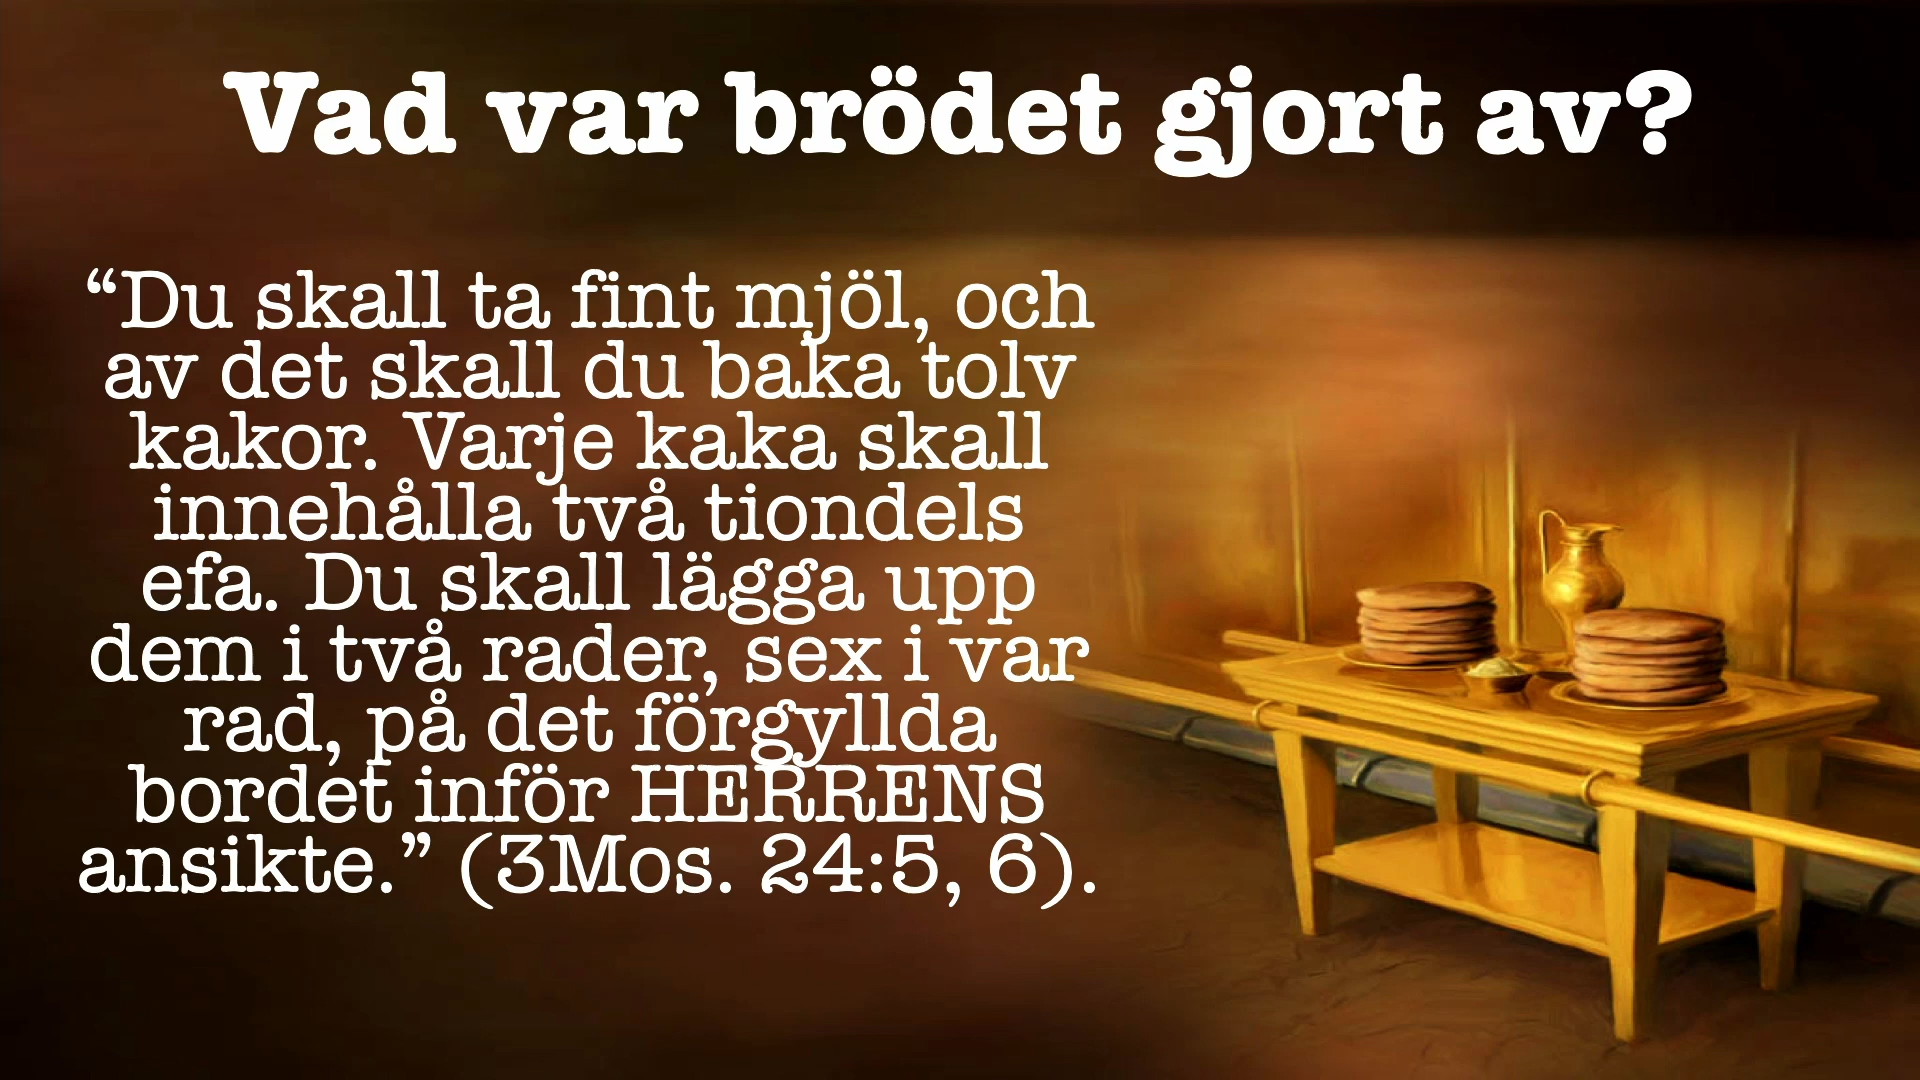 Vad var brödet gjort av?
“Du skall ta fint mjöl, och
av det skall du baka tolv
kakor. Varje kaka skall
innehålla två tiondels
efa. Du skall lägga upp
dem i två rader, sex i var
rad, på det förgyllda
bordet inför HERRENS
ansikte.” (3Mos. 24:5, 6).